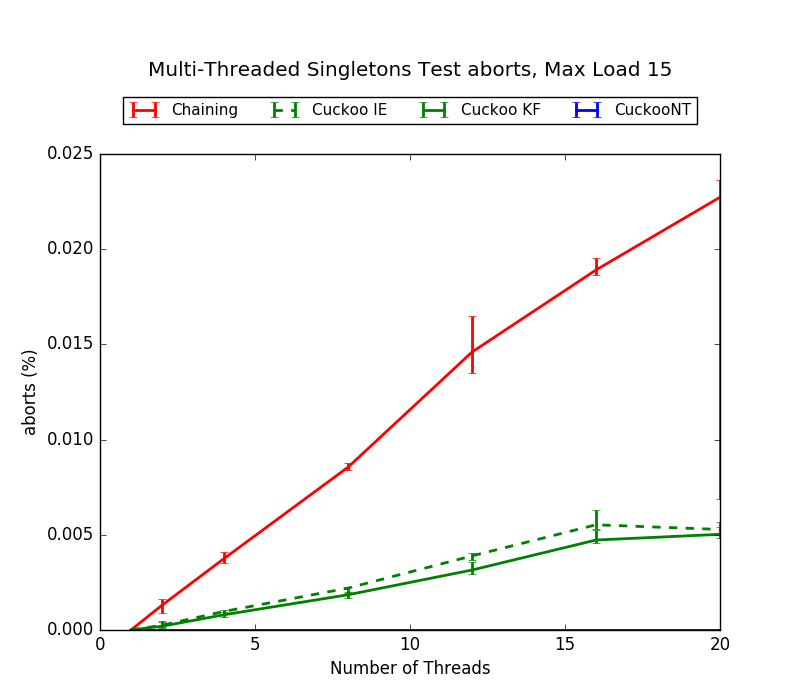 Multi-Threaded Singletons Test aborts, Max Load 15
Chaining Cuckoo IE Cuckoo KF CuckooNT
0.025
0.020
0.015
0.010
0.005
0.000
aborts (%)
0 5 10 15 20
Number of Threads